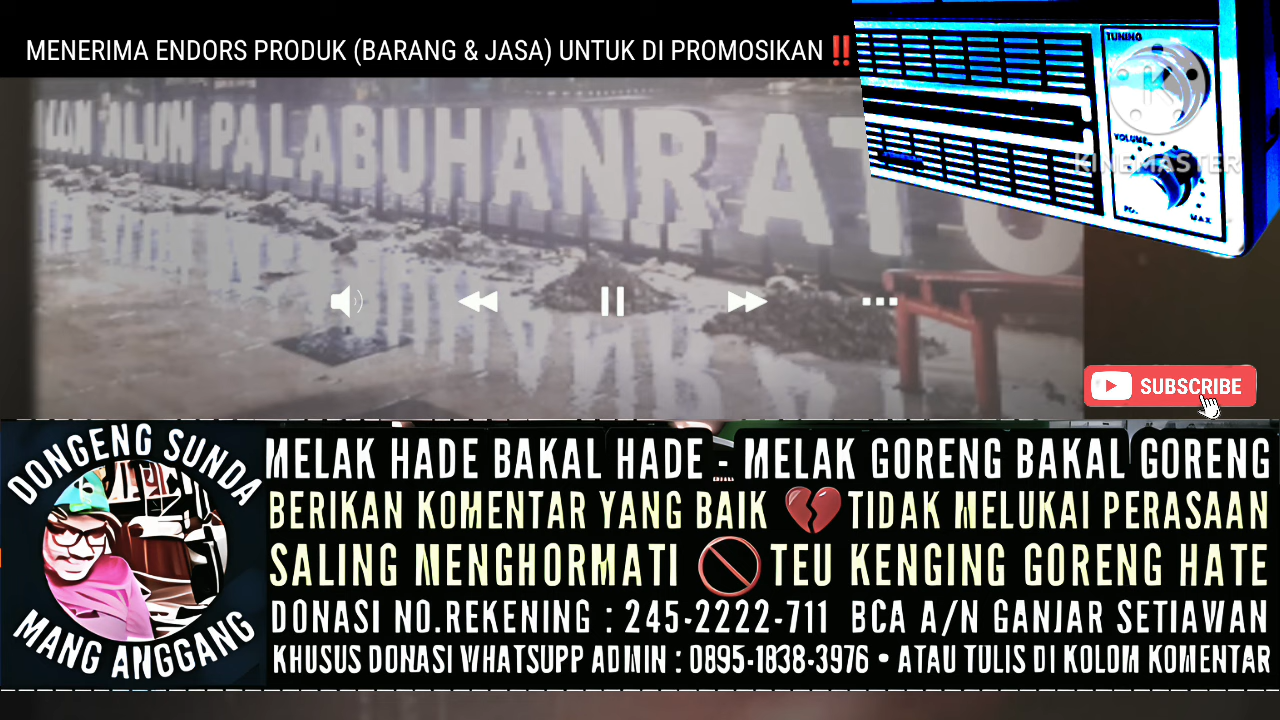 MENERIMA ENDORS PRODUK (BARANG & JASA) UNTUK DI PROMOSIKAN ‼️
TUNING
VOLUME
MAX
K
KINEMASTER
ALUN PALABUHANRATU
SUBSCRIBE
DONGENG SUNDA
MANG ANGGANG
MELAK HADE BAKAL HADE - MELAK GORENG BAKAL GORENG
BERIKAN KOMENTAR YANG BAIK 💔 TIDAK MELUKAI PERASAAN
SALING MENGHORMATI 🚫 TEU KENGING GORENG HATE
DONASI NO.REKENING : 245-2222-711 BCA A/N GANJAR SETIAWAN
KHUSUS DONASI WHATSUPP ADMIN : 0895-1838-3976 • ATAU TULIS DI KOLOM KOMENTAR